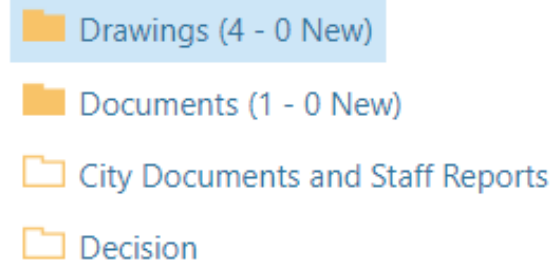 Drawings (4 - 0 New)
Documents (1 - 0 New)
City Documents and Staff Reports
Decision